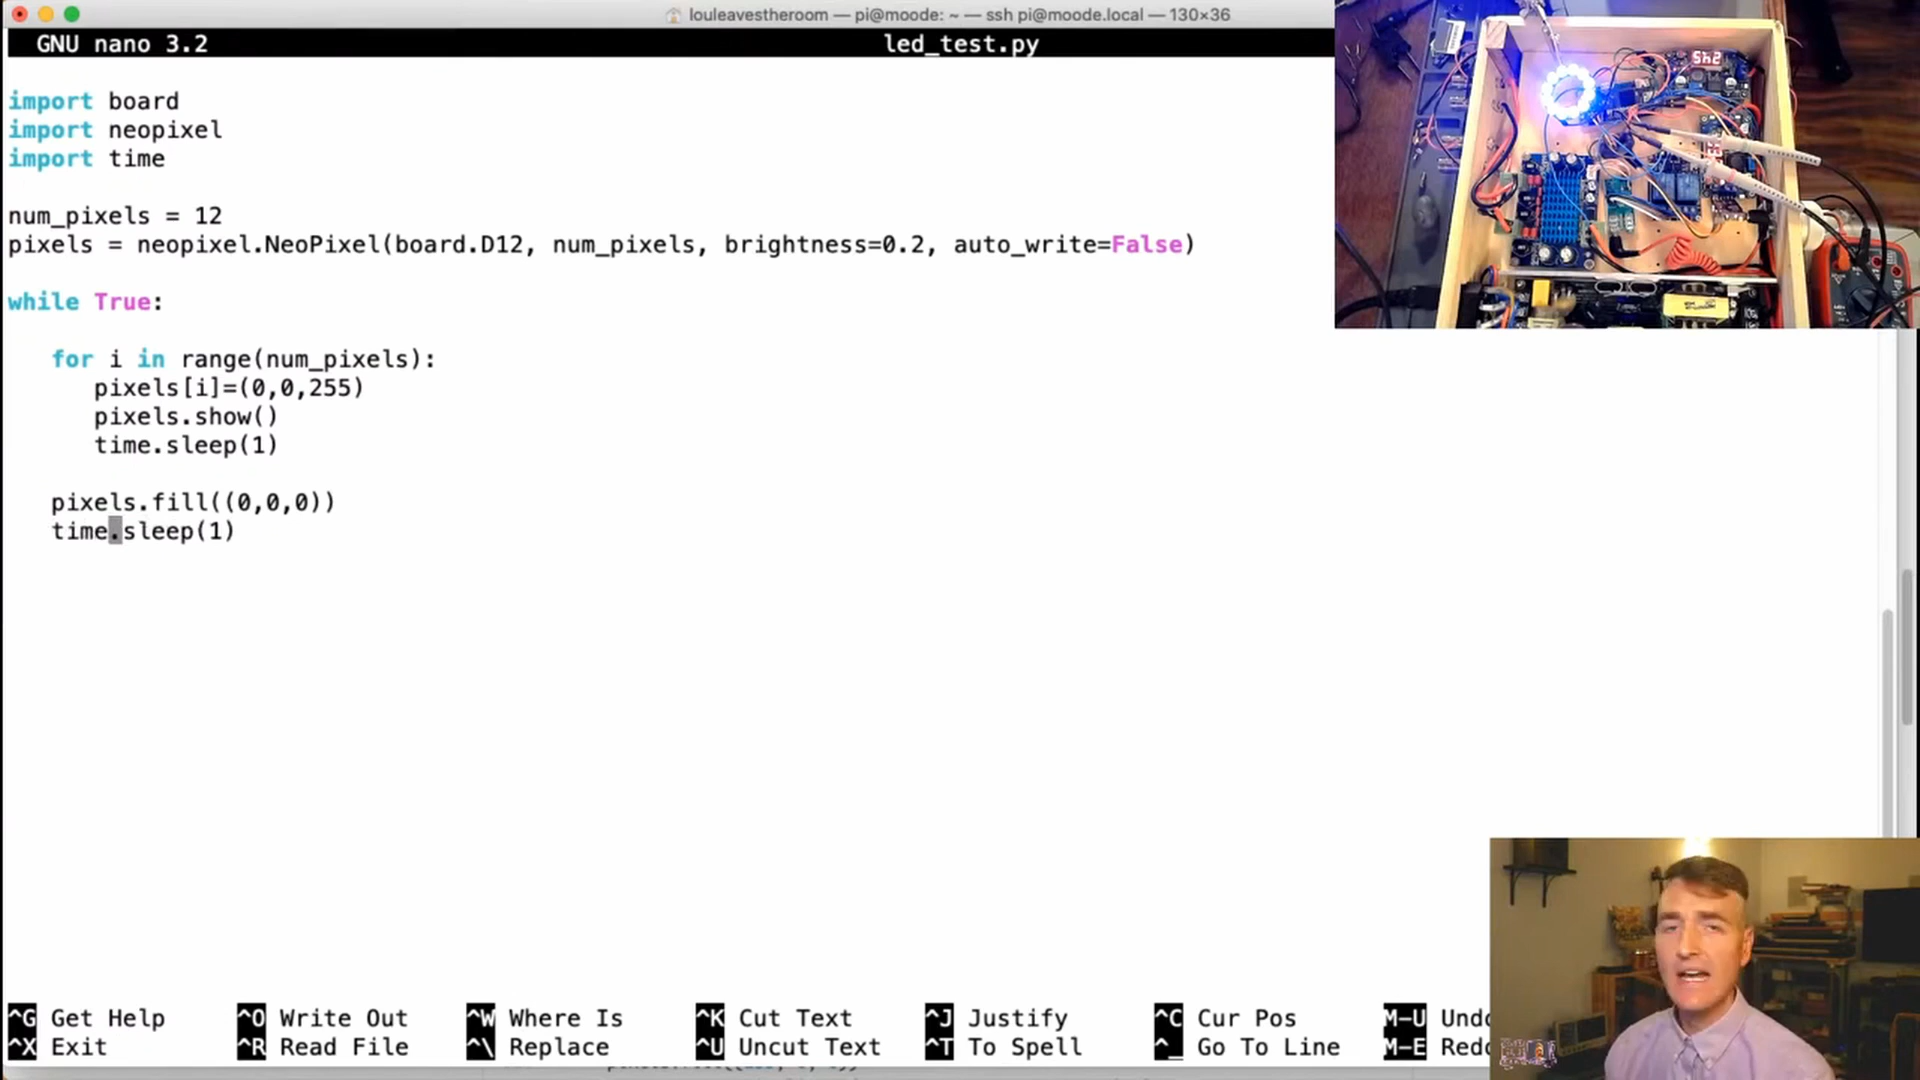 louleavestheroom — pi@moode: ~ — ssh pi@moode.local — 130×36
GNU nano 3.2 led_test.py
import board
import neopixel
import time
num_pixels = 12
pixels = neopixel.NeoPixel(board.D12, num_pixels, brightness=0.2, auto_write=False)
while True:
for i in range(num_pixels):
pixels[i]=(0,0,255)
pixels.show()
time.sleep(1)
pixels.fill((0,0,0))
time.sleep(1)
^G Get Help ^O Write Out ^W Where Is ^K Cut Text ^J Justify ^C Cur Pos M-U Undo
^X Exit ^R Read File ^\ Replace ^U Uncut Text ^T To Spell ^_ Go To Line M-E Redo